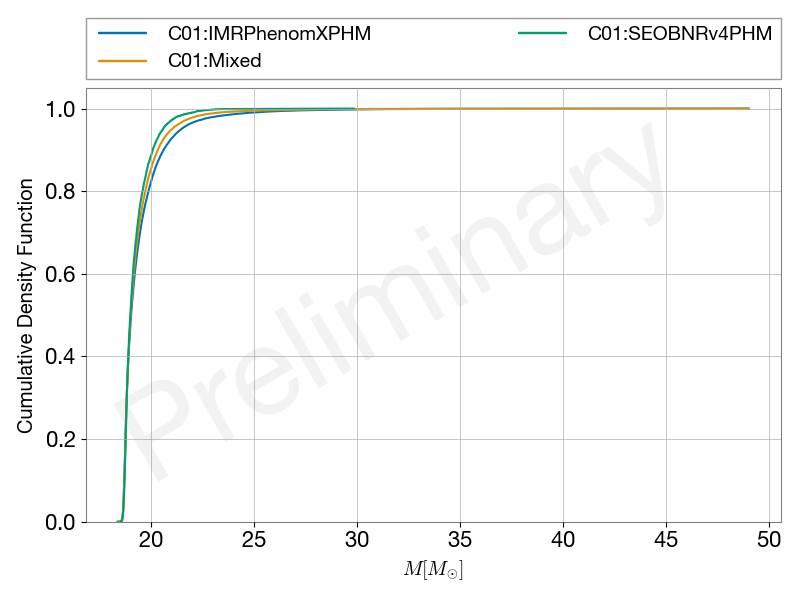 C01:IMRPhenomXPHM
C01:SEOBNRv4PHM
C01:Mixed
1.0
0.8
0.6
0.4
0.2
0.0
Cumulative Density Function
Preliminary
20 25 30 35 40 45 50
M[M⊙]